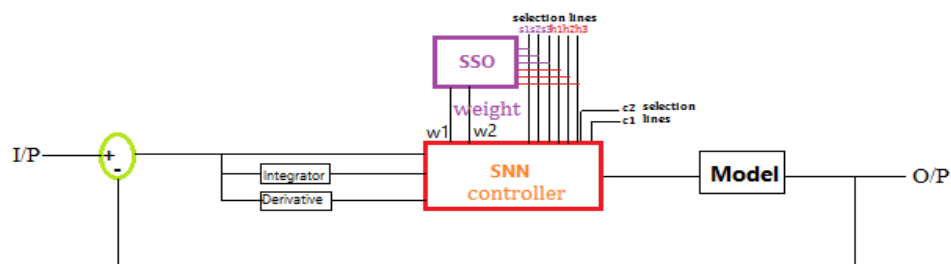 selection lines
s1s2s3h1h2h3
SSO
weight
c2 selection
c1 lines
w1 w2
I/P
+
-
Integrator
Derivative
SNN
controller
Model
O/P